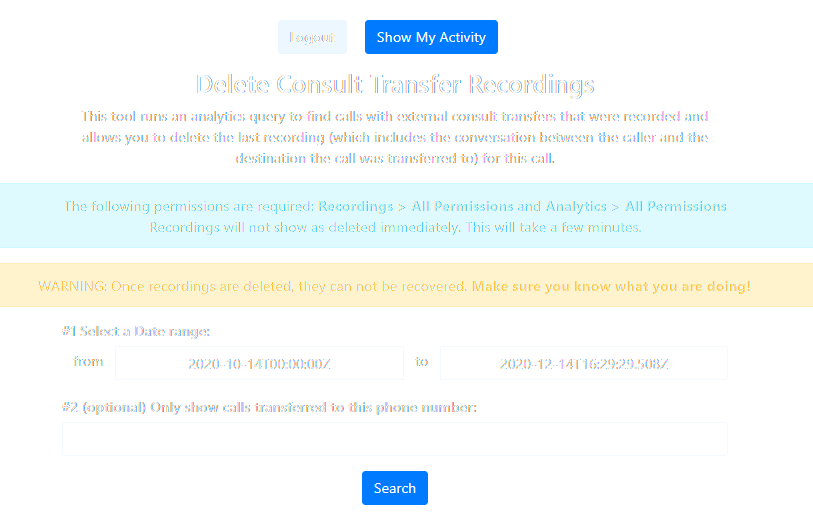 Logout Show My Activity
Delete Consult Transfer Recordings
This tool runs an analytics query to find calls with external consult transfers that were recorded and
allows you to delete the last recording (which includes the conversation between the caller and the
destination the call was transferred to) for this call.
The following permissions are required: Recordings > All Permissions and Analytics > All Permissions
Recordings will not show as deleted immediately. This will take a few minutes.
WARNING: Once recordings are deleted, they can not be recovered. Make sure you know what you are doing!
#1 Select a Date range:
from 2020-10-14T00:00:00Z to 2020-12-14T16:29:29.508Z
#2 (optional) Only show calls transferred to this phone number:
Search